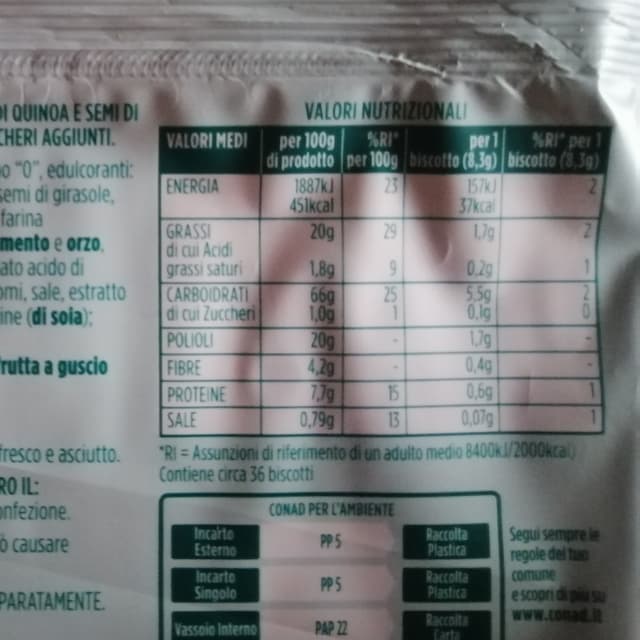 DI QUINOA E SEMI DI
CHERI AGGIUNTI.
o "0", edulcoranti:
semi di girasole,
farina
mento e orzo,
ato acido di
omi, sale, estratto
ine (di soia);
rutta a guscio
fresco e asciutto.
RO IL:
onfezione.
ò causare
PARATAMENTE.
VALORI NUTRIZIONALI
VALORI MEDI per 100g di prodotto %RI* per 100g per 1 biscotto (8,3g) %RI* per 1 biscotto (8,3g)
ENERGIA 1887kJ 23 157kJ 2
451kcal 37kcal
GRASSI 20g 29 1,7g 2
di cui Acidi
grassi saturi 1,8g 9 0,2g 1
CARBOIDRATI 66g 25 5,5g 2
di cui Zuccheri 1,0g 1 0,1g 0
POLIOLI 20g - 1,7g -
FIBRE 4,2g - 0,4g -
PROTEINE 7,7g 15 0,6g 1
SALE 0,79g 13 0,07g 1
*RI = Assunzioni di riferimento di un adulto medio 8400kJ/2000kcal)
Contiene circa 36 biscotti
CONAD PER L'AMBIENTE
Incarto Esterno PP 5 Raccolta Plastica
Incarto Singolo PP 5 Raccolta Plastica
Vassoio Interno PAP 22 Raccolta Carta
Segui sempre le
regole del tuo
comune
e scopri di più su
www.conad.it